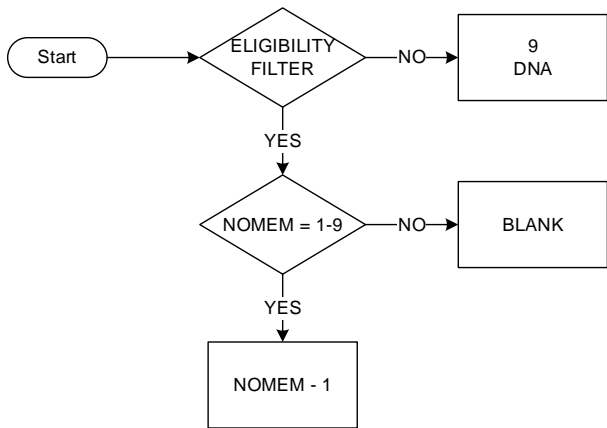 Start
ELIGIBILITY
FILTER
NO
9
DNA
YES
NOMEM = 1-9
NO
BLANK
YES
NOMEM - 1